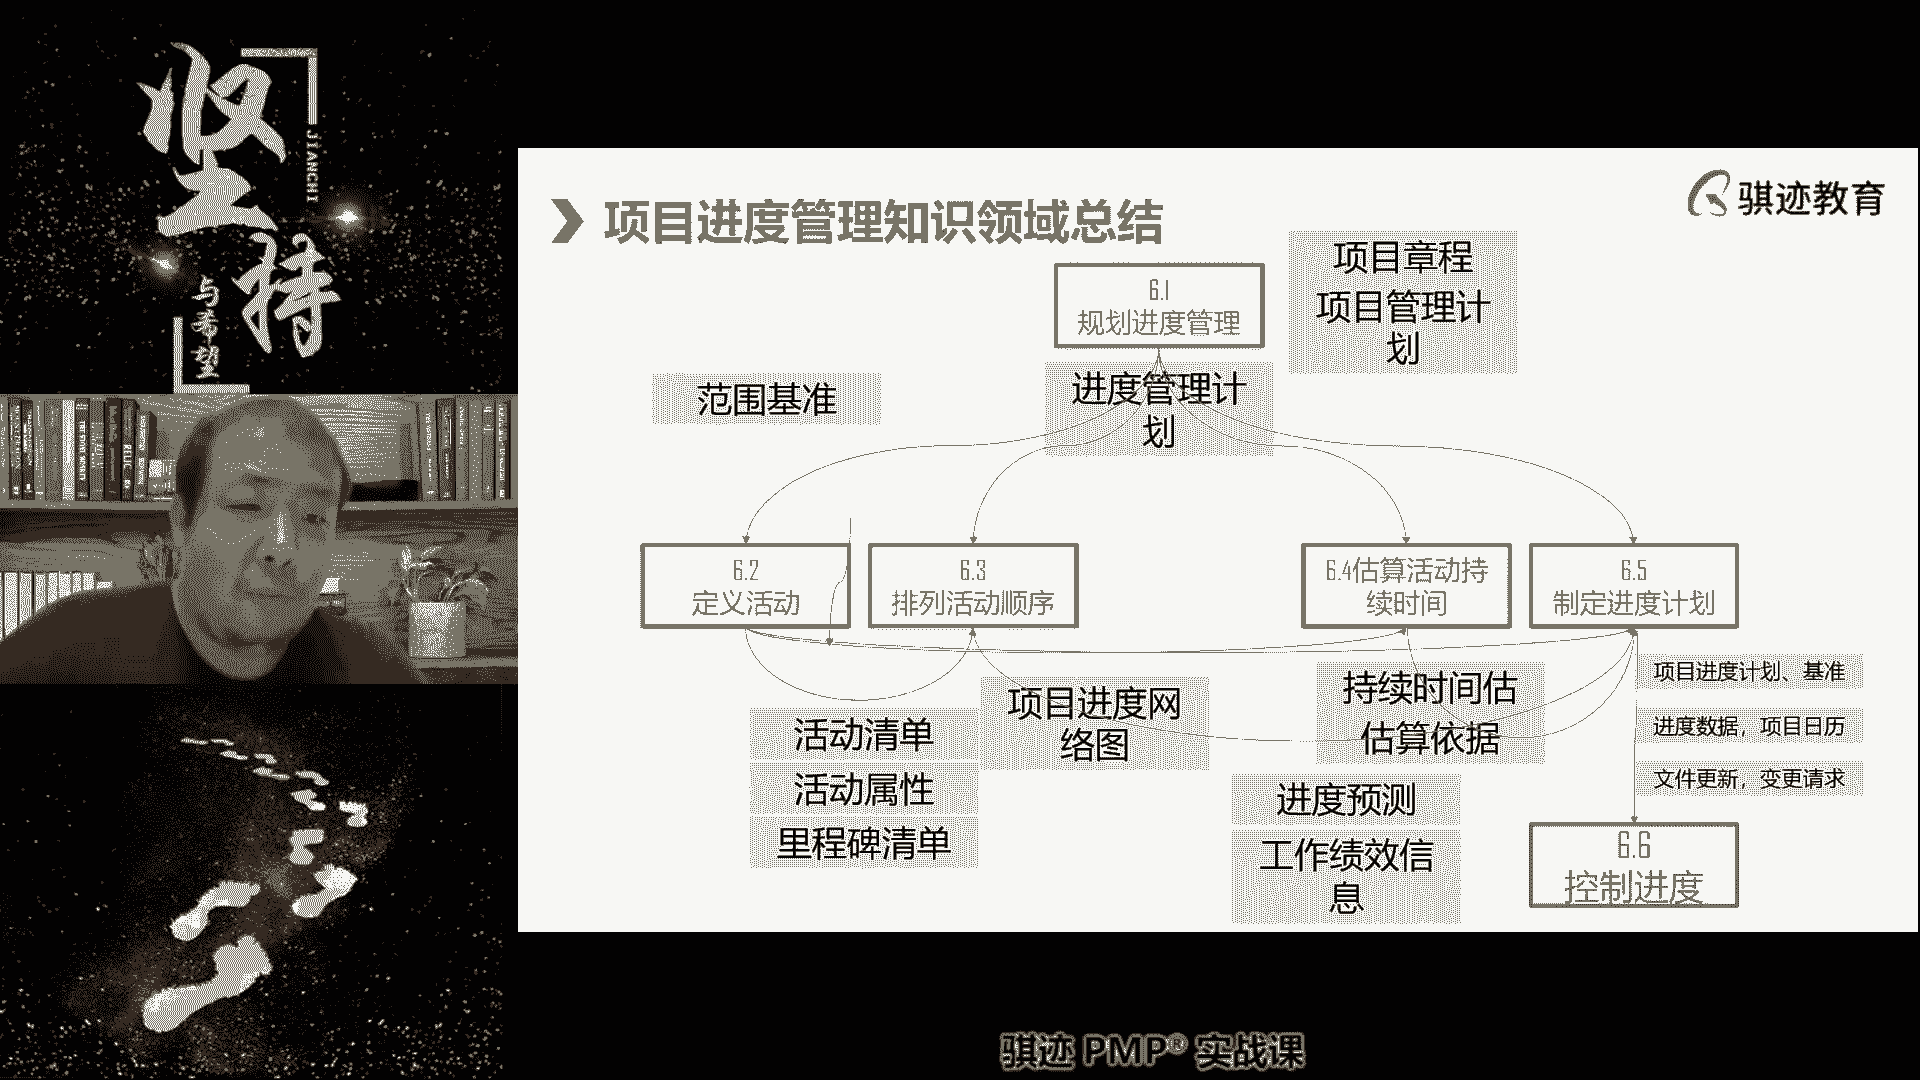 坚持
JIANCHI
与希望
骐迹教育
项目进度管理知识领域总结
项目章程
项目管理计
划
6.1
规划进度管理
范围基准
进度管理计
划
6.2
定义活动
6.3
排列活动顺序
6.4估算活动持
续时间
6.5
制定进度计划
活动清单
活动属性
里程碑清单
项目进度网
络图
持续时间估
估算依据
进度预测
工作绩效信
息
项目进度计划、基准
进度数据，项目日历
文件更新，变更请求
6.6
控制进度
骐迹 PMP® 实战课